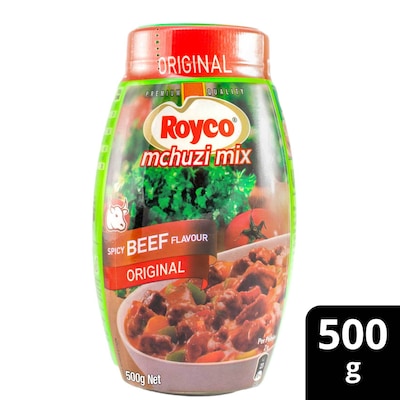 ORIGINAL
PREMIUM QUALITY
Royco
mchuzi mix
SPICY BEEF FLAVOUR
ORIGINAL
500g Net
500
g